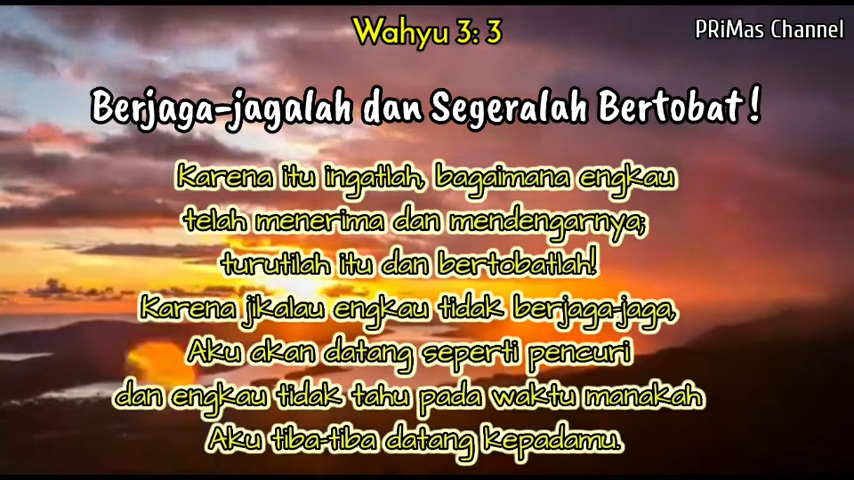 Wahyu 3: 3
PRiMas Channel
Berjaga-jagalah dan Segeralah Bertobat !
Karena itu ingatlah, bagaimana engkau
telah menerima dan mendengarnya;
turutilah itu dan bertobatlah!
Karena jikalau engkau tidak berjaga-jaga,
Aku akan datang seperti pencuri
dan engkau tidak tahu pada waktu manakah
Aku tiba-tiba datang kepadamu.